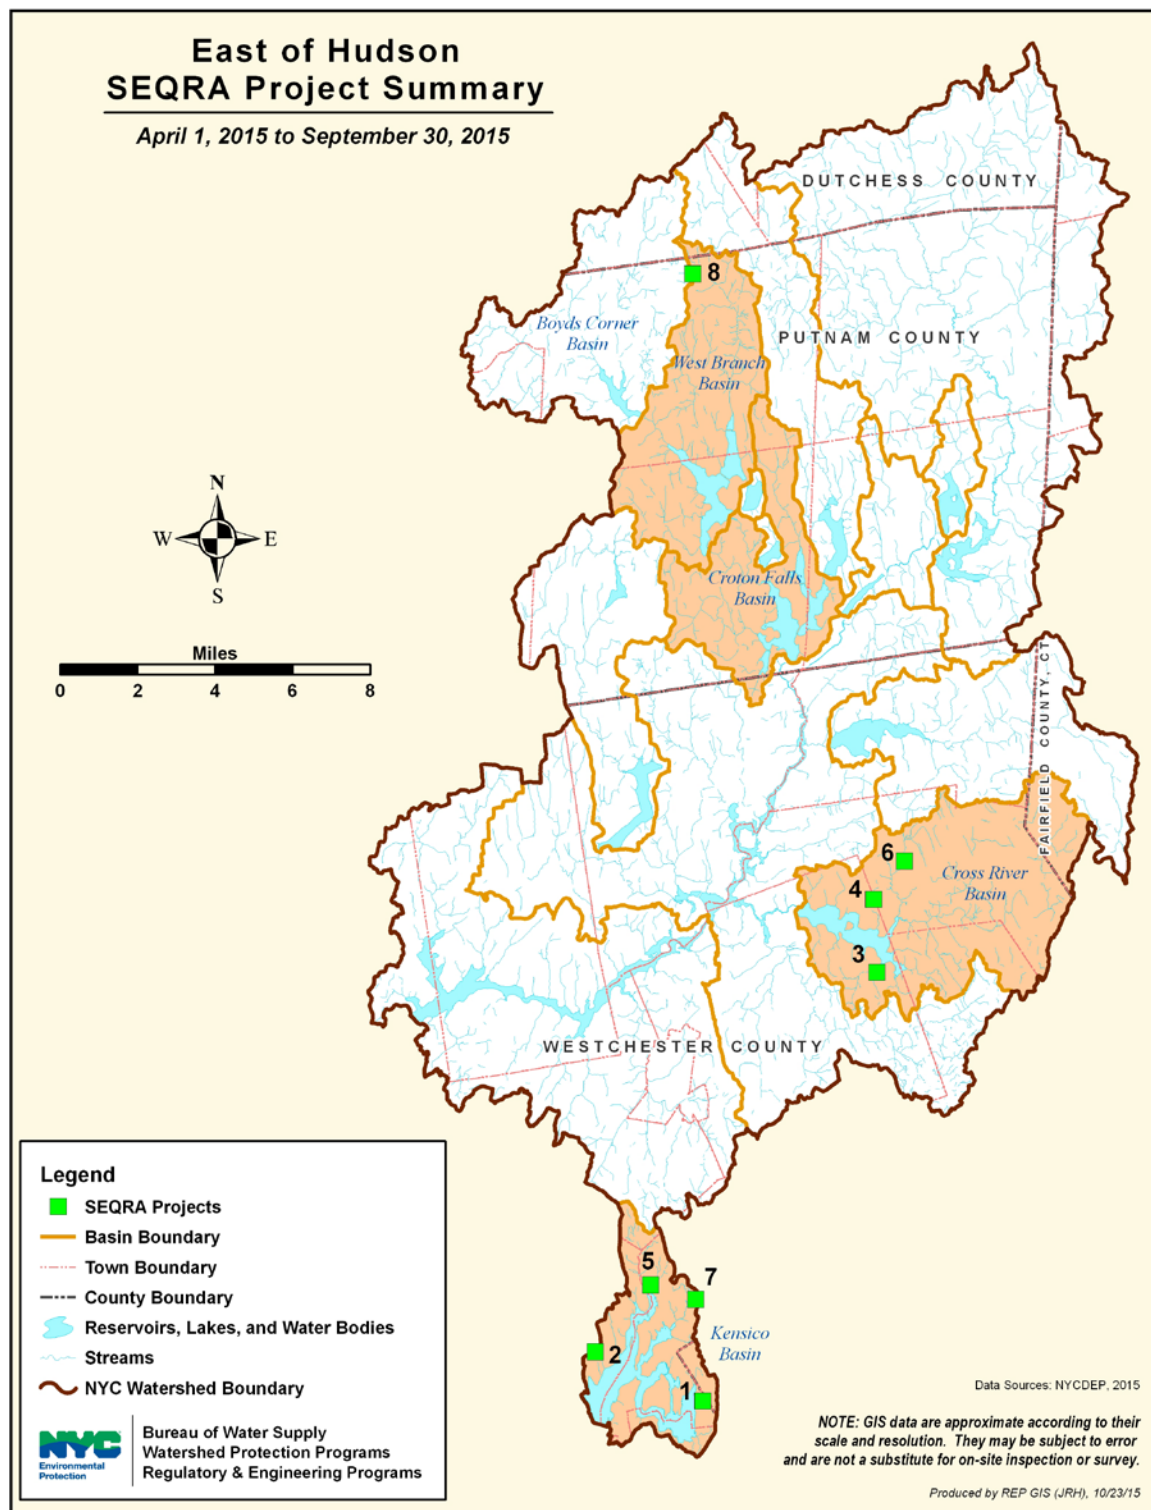 East of Hudson
SEQRA Project Summary
April 1, 2015 to September 30, 2015
DUTCHESS COUNTY
8
Boyds Corner
Basin
PUTNAM COUNTY
West Branch
Basin
N
W
E
S
Croton Falls
Basin
Miles
0 2 4 6 8
FAIRFIELD COUNTY, CT
6
4
Cross River
Basin
3
WESTCHESTER COUNTY
5
7
Kensico
Basin
2
1
Legend
SEQRA Projects
Basin Boundary
Town Boundary
County Boundary
Reservoirs, Lakes, and Water Bodies
Streams
NYC Watershed Boundary
NYC
Environmental
Protection
Bureau of Water Supply
Watershed Protection Programs
Regulatory & Engineering Programs
Data Sources: NYCDEP, 2015
NOTE: GIS data are approximate according to their
scale and resolution. They may be subject to error
and are not a substitute for on-site inspection or survey.
Produced by REP GIS (JRH), 10/23/15